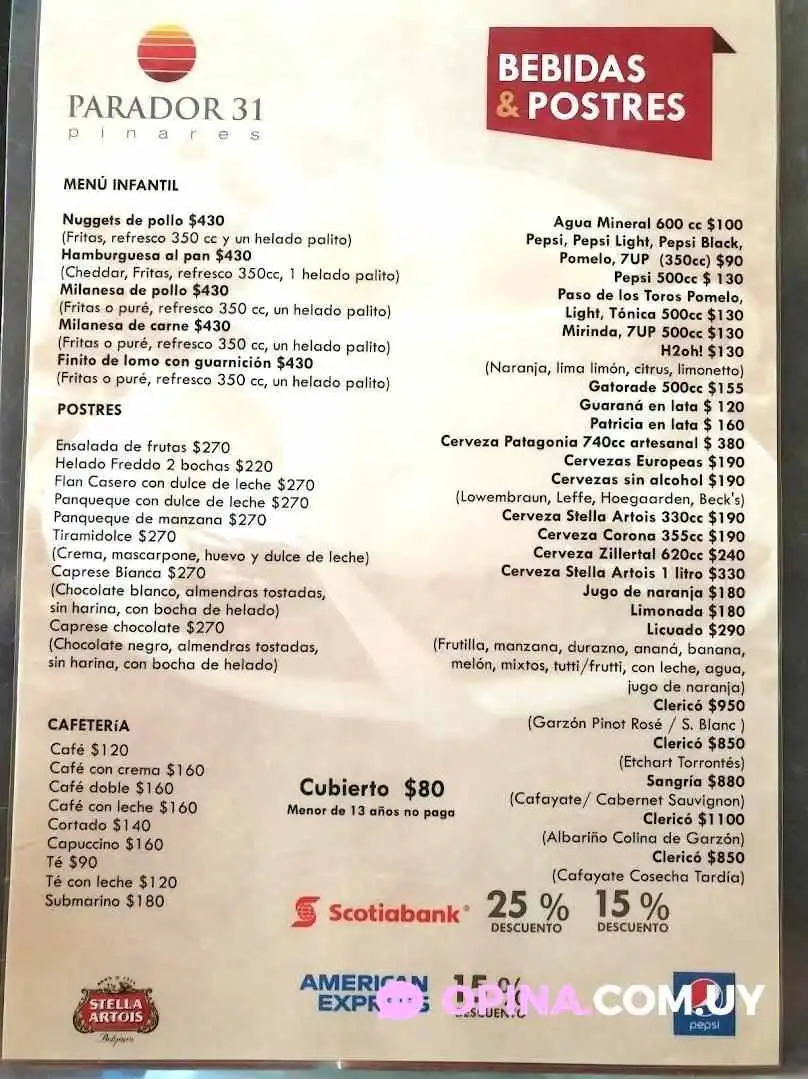 PARADOR 31
pinares
BEBIDAS
& POSTRES
MENÚ INFANTIL
Nuggets de pollo $430
(Fritas, refresco 350 cc y un helado palito)
Hamburguesa al pan $430
(Cheddar, Fritas, refresco 350cc, 1 helado palito)
Milanesa de pollo $430
(Fritas o puré, refresco 350 cc, un helado palito)
Milanesa de carne $430
(Fritas o puré, refresco 350 cc, un helado palito)
Finito de lomo con guarnición $430
(Fritas o puré, refresco 350 cc, un helado palito)
POSTRES
Ensalada de frutas $270
Helado Freddo 2 bochas $220
Flan Casero con dulce de leche $270
Panqueque con dulce de leche $270
Panqueque de manzana $270
Tiramidolce $270
(Crema, mascarpone, huevo y dulce de leche)
Caprese Bianca $270
(Chocolate blanco, almendras tostadas,
sin harina, con bocha de helado)
Caprese chocolate $270
(Chocolate negro, almendras tostadas,
sin harina, con bocha de helado)
CAFETERíA
Café $120
Café con crema $160
Café doble $160
Café con leche $160
Cortado $140
Capuccino $160
Té $90
Té con leche $120
Submarino $180
Agua Mineral 600 cc $100
Pepsi, Pepsi Light, Pepsi Black,
Pomelo, 7UP (350cc) $90
Pepsi 500cc $ 130
Paso de los Toros Pomelo,
Light, Tónica 500cc $130
Mirinda, 7UP 500cc $130
H2oh! $130
(Naranja, lima limón, citrus, limonetto)
Gatorade 500cc $155
Guaraná en lata $ 120
Patricia en lata $ 160
Cerveza Patagonia 740cc artesanal $ 380
Cervezas Europeas $190
Cervezas sin alcohol $190
(Lowembraun, Leffe, Hoegaarden, Beck's)
Cerveza Stella Artois 330cc $190
Cerveza Corona 355cc $190
Cerveza Zillertal 620cc $240
Cerveza Stella Artois 1 litro $330
Jugo de naranja $180
Limonada $180
Licuado $290
(Frutilla, manzana, durazno, ananá, banana,
melón, mixtos, tutti/frutti, con leche, agua,
jugo de naranja)
Clericó $950
(Garzón Pinot Rosé / S. Blanc )
Clericó $850
(Etchart Torrontés)
Sangría $880
(Cafayate/ Cabernet Sauvignon)
Clericó $1100
(Albariño Colina de Garzón)
Clericó $850
(Cafayate Cosecha Tardía)
Cubierto $80
Menor de 13 años no paga
Scotiabank 25 % 15 %
DESCUENTO DESCUENTO
AMERICAN
EXPRESS 15 %
DESCUENTO
STELLA
ARTOIS
Belgium
OPINA.COM.UY
pepsi